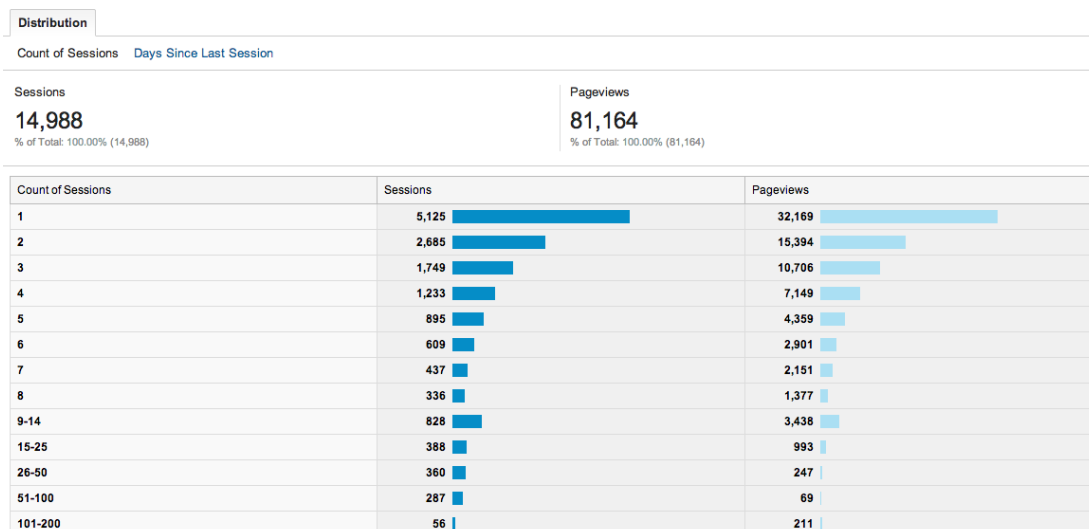 Distribution
Count of Sessions Days Since Last Session
Sessions Pageviews
14,988 81,164
% of Total: 100.00% (14,988) % of Total: 100.00% (81,164)
Count of Sessions Sessions Pageviews
1 5,125 32,169
2 2,685 15,394
3 1,749 10,706
4 1,233 7,149
5 895 4,359
6 609 2,901
7 437 2,151
8 336 1,377
9-14 828 3,438
15-25 388 993
26-50 360 247
51-100 287 69
101-200 56 211